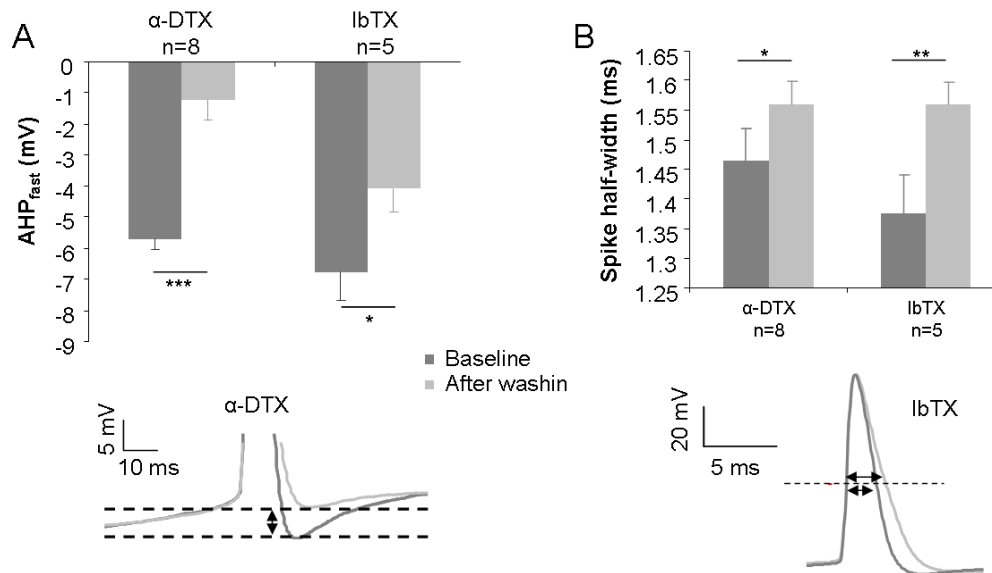 A
α-DTX
n=8
IbTX
n=5
AHPfast (mV)
0
-1
-2
-3
-4
-5
-6
-7
-8
-9
***
*
Baseline
After washin
α-DTX
5 mV
10 ms
B
Spike half-width (ms)
1.65
1.6
1.55
1.5
1.45
1.4
1.35
1.3
1.25
*
**
α-DTX
n=8
IbTX
n=5
IbTX
20 mV
5 ms